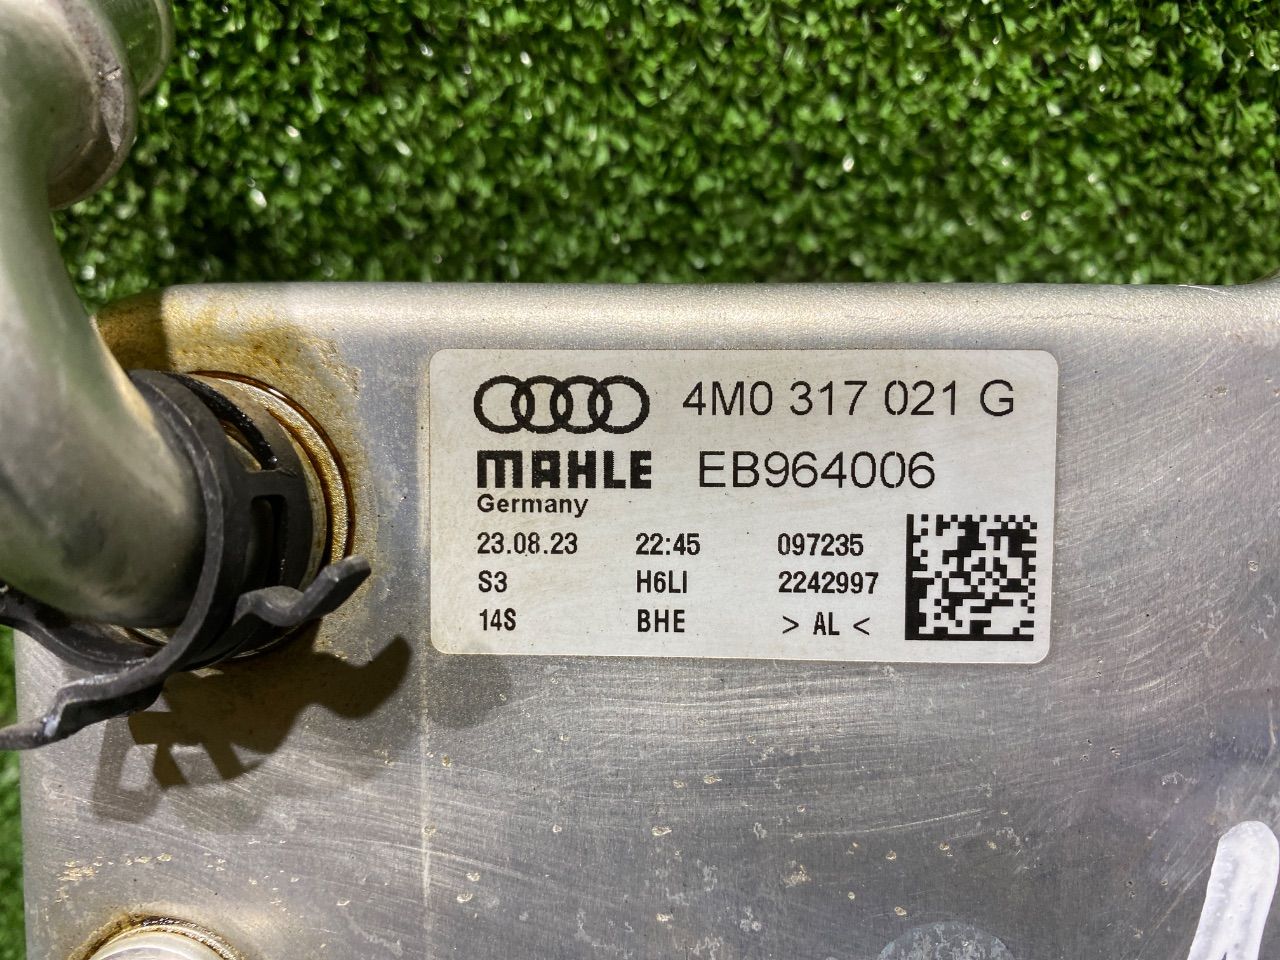 4M0 317 021 G
MAHLE EB964006
Germany
23.08.23 22:45 097235
S3 H6LI 2242997
14S BHE > AL <